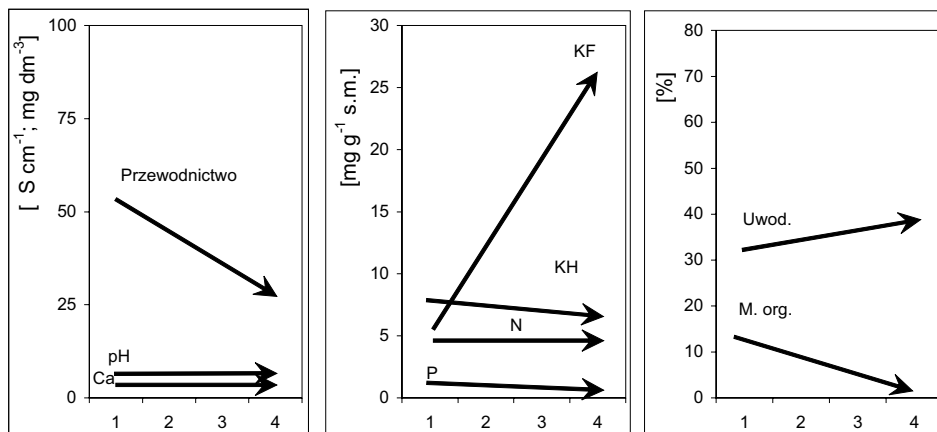 [ S cm⁻¹; mg dm⁻³]
100
75
50
25
0
Przewodnictwo
pH
Ca
1 2 3 4
[mg g⁻¹ s.m.]
30
25
20
15
10
5
0
KF
KH
N
P
1 2 3 4
[%]
80
70
60
50
40
30
20
10
0
Uwod.
M. org.
1 2 3 4